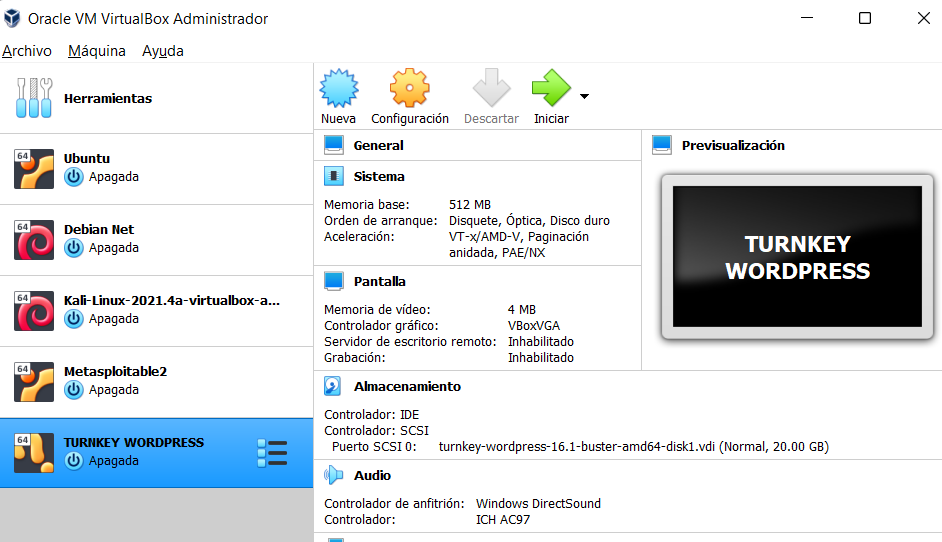 Oracle VM VirtualBox Administrador
Archivo Máquina Ayuda
Herramientas
64
Ubuntu
Apagada
64
Debian Net
Apagada
64
Kali-Linux-2021.4a-virtualbox-a...
Apagada
64
Metasploitable2
Apagada
64
TURNKEY WORDPRESS
Apagada
Nueva Configuración Descartar Iniciar
General
Sistema
Memoria base: 512 MB
Orden de arranque: Disquete, Óptica, Disco duro
Aceleración: VT-x/AMD-V, Paginación
anidada, PAE/NX
Pantalla
Memoria de vídeo: 4 MB
Controlador gráfico: VBoxVGA
Servidor de escritorio remoto: Inhabilitado
Grabación: Inhabilitado
Previsualización
TURNKEY
WORDPRESS
Almacenamiento
Controlador: IDE
Controlador: SCSI
Puerto SCSI 0: turnkey-wordpress-16.1-buster-amd64-disk1.vdi (Normal, 20.00 GB)
Audio
Controlador de anfitrión: Windows DirectSound
Controlador: ICH AC97